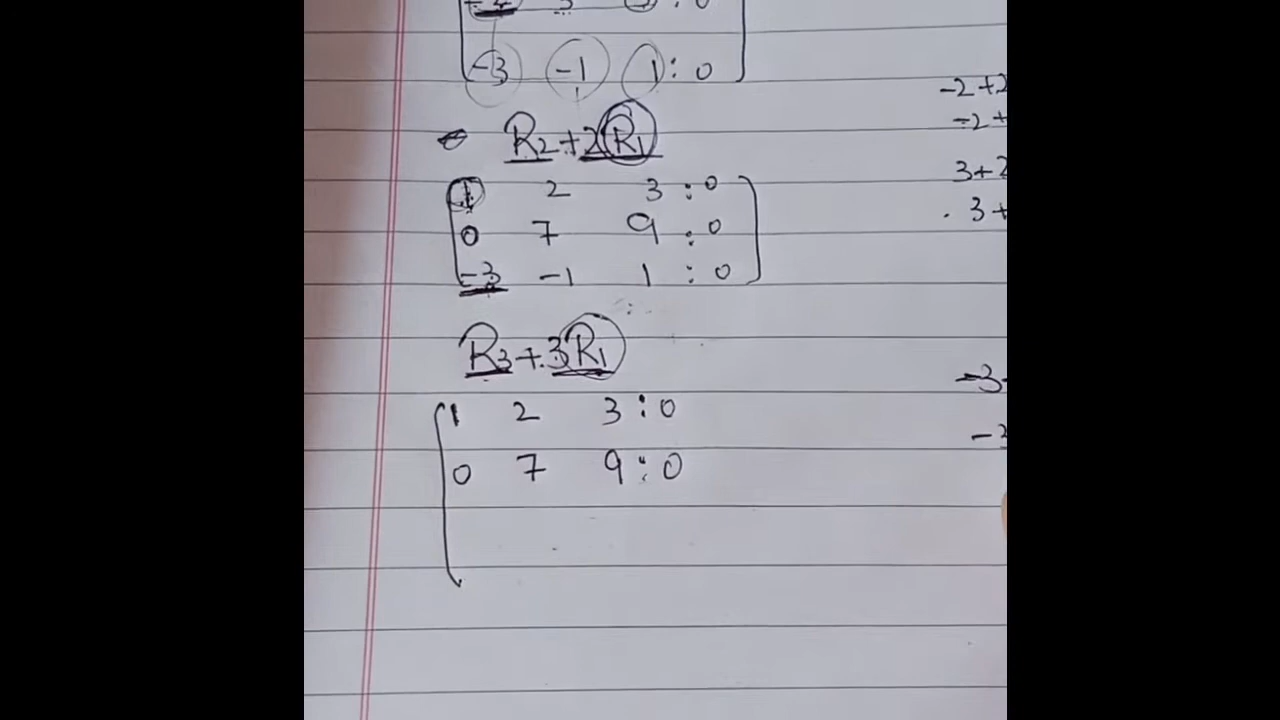 -3 -1 1 : 0
R2 + 2R1
1 2 3 : 0
0 7 9 : 0
-3 -1 1 : 0
R3 + 3R1
1 2 3 : 0
0 7 9 : 0
-2+2
-2+
3+2
3+
-3-